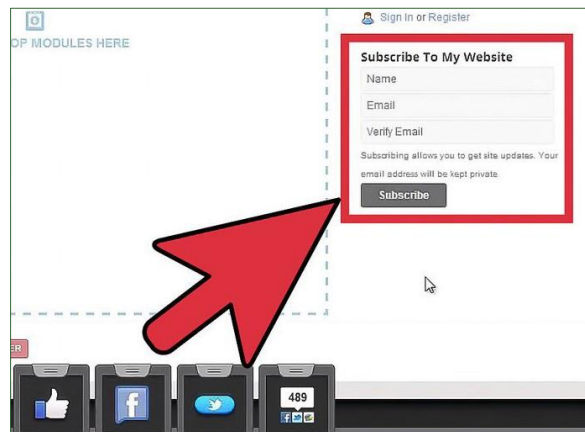 Sign In or Register
OP MODULES HERE
Subscribe To My Website
Name
Email
Verify Email
Subscribing allows you to get site updates. Your
email address will be kept private
Subscribe
ER
489